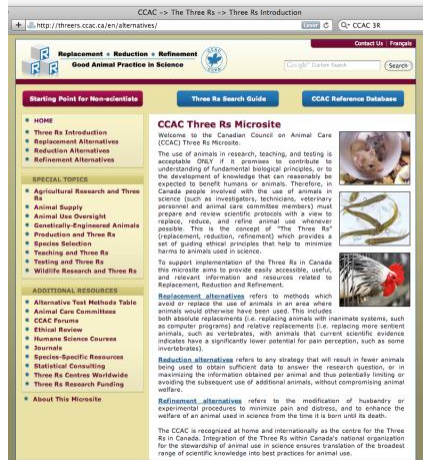 CCAC -> The Three Rs -> Three Rs Introduction
+ http://threers.ccac.ca/en/alternatives/ Reader CCAC 3R
Contact Us | Français
Replacement • Reduction • Refinement
Good Animal Practice in Science
R R R
CCAC
Google™ Custom Search Search
Starting Point for Non-scientists Three Rs Search Guide CCAC Reference Database
HOME
Three Rs Introduction
Replacement Alternatives
Reduction Alternatives
Refinement Alternatives
SPECIAL TOPICS
Agricultural Research and Three
Rs
Animal Supply
Animal Use Oversight
Genetically-Engineered Animals
Production and Three Rs
Species Selection
Teaching and Three Rs
Testing and Three Rs
Wildlife Research and Three Rs
ADDITIONAL RESOURCES
Alternative Test Methods Table
Animal Care Committees
CCAC Forums
Ethical Review
Humane Science Courses
Journals
Species-Specific Resources
Statistical Consulting
Three Rs Centres Worldwide
Three Rs Research Funding
About This Microsite
CCAC Three Rs Microsite
Welcome to the Canadian Council on Animal Care
(CCAC) Three Rs Microsite.
The use of animals in research, teaching, and testing is
acceptable ONLY if it promises to contribute to
understanding of fundamental biological principles, or to
the development of knowledge that can reasonably be
expected to benefit humans or animals. Therefore, in
Canada people involved with the use of animals in
science (such as investigators, technicians, veterinary
personnel and animal care committee members) must
prepare and review scientific protocols with a view to
replace, reduce, and refine animal use whenever
possible. This is the concept of "The Three Rs"
(replacement, reduction, refinement) which provides a
set of guiding ethical principles that help to minimize
harms to animals used in science.
To support implementation of the Three Rs in Canada
this microsite aims to provide easily accessible, useful,
and relevant information and resources related to
Replacement, Reduction and Refinement.
Replacement alternatives refers to methods which
avoid or replace the use of animals in an area where
animals would otherwise have been used. This includes
both absolute replacements (i.e. replacing animals with inanimate systems, such
as computer programs) and relative replacements (i.e. replacing more sentient
animals, such as vertebrates, with animals that current scientific evidence
indicates have a significantly lower potential for pain perception, such as some
invertebrates).
Reduction alternatives refers to any strategy that will result in fewer animals
being used to obtain sufficient data to answer the research question, or in
maximizing the information obtained per animal and thus potentially limiting or
avoiding the subsequent use of additional animals, without compromising animal
welfare.
Refinement alternatives refers to the modification of husbandry or
experimental procedures to minimize pain and distress, and to enhance the
welfare of an animal used in science from the time it is born until its death.
The CCAC is recognized at home and internationally as the centre for the Three
Rs in Canada. Integration of the Three Rs within Canada's national organization
for the stewardship of animal use in science ensures translation of the broadest
range of scientific knowledge into best practices for animal use.